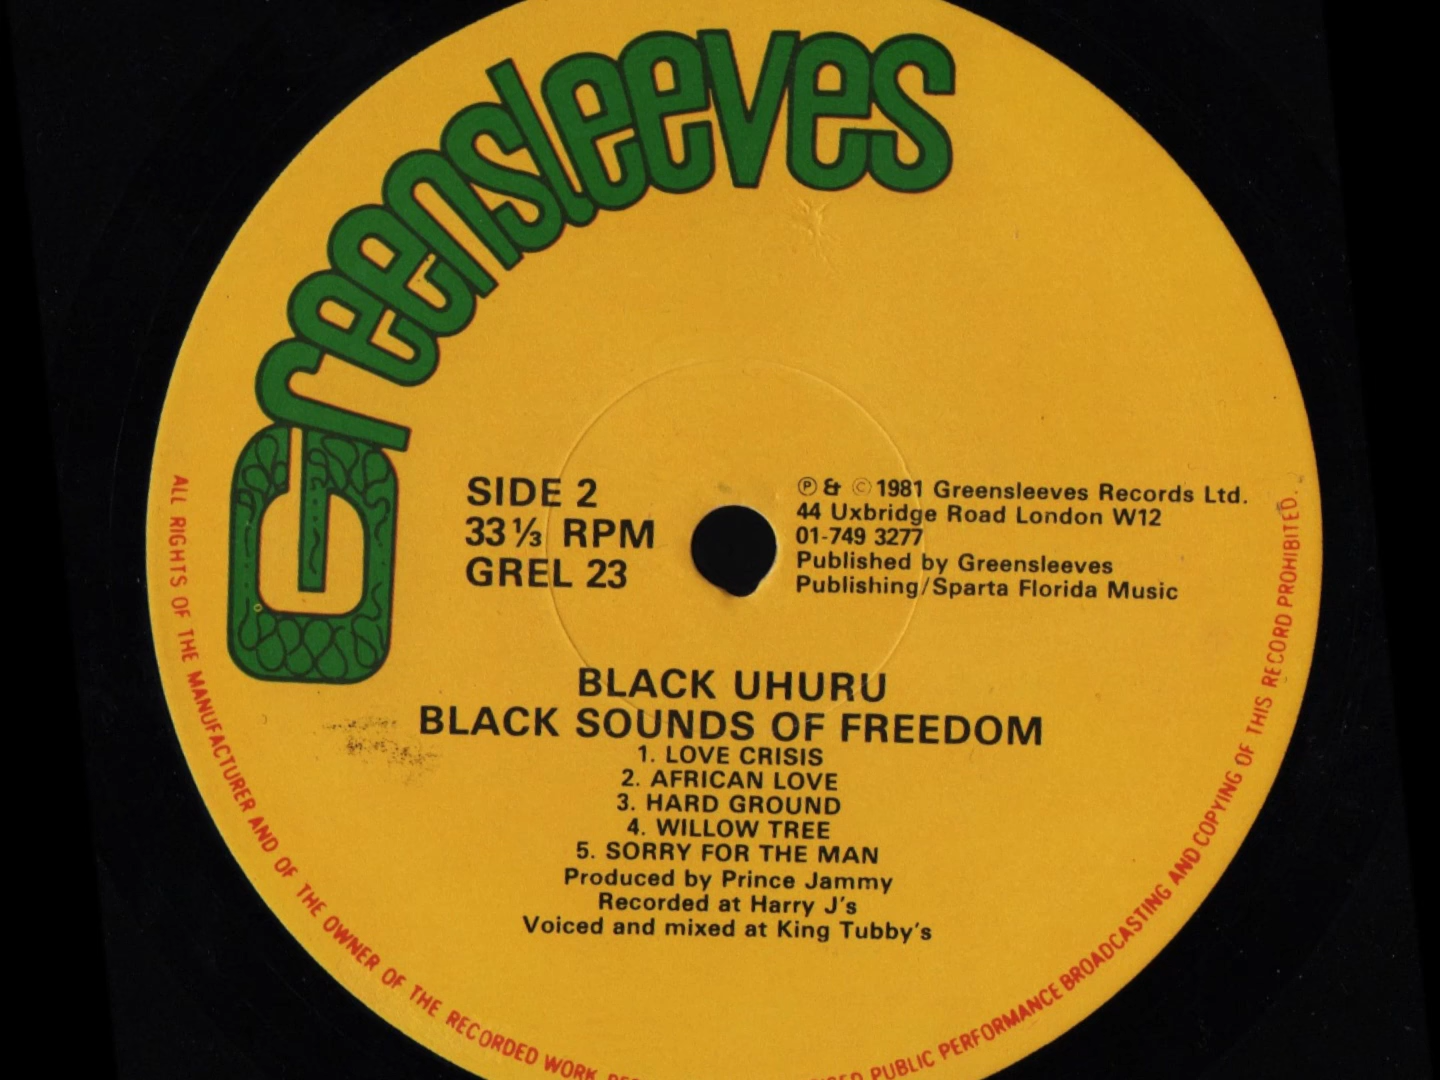 Greensleeves
SIDE 2
33⅓ RPM
GREL 23
℗ & © 1981 Greensleeves Records Ltd.
44 Uxbridge Road London W12
01-749 3277
Published by Greensleeves
Publishing/Sparta Florida Music
BLACK UHURU
BLACK SOUNDS OF FREEDOM
1. LOVE CRISIS
2. AFRICAN LOVE
3. HARD GROUND
4. WILLOW TREE
5. SORRY FOR THE MAN
Produced by Prince Jammy
Recorded at Harry J's
Voiced and mixed at King Tubby's
ALL RIGHTS OF THE MANUFACTURER AND OF THE OWNER OF THE RECORDED WORK PUBLIC PERFORMANCE BROADCASTING AND COPYING OF THIS RECORD PROHIBITED.